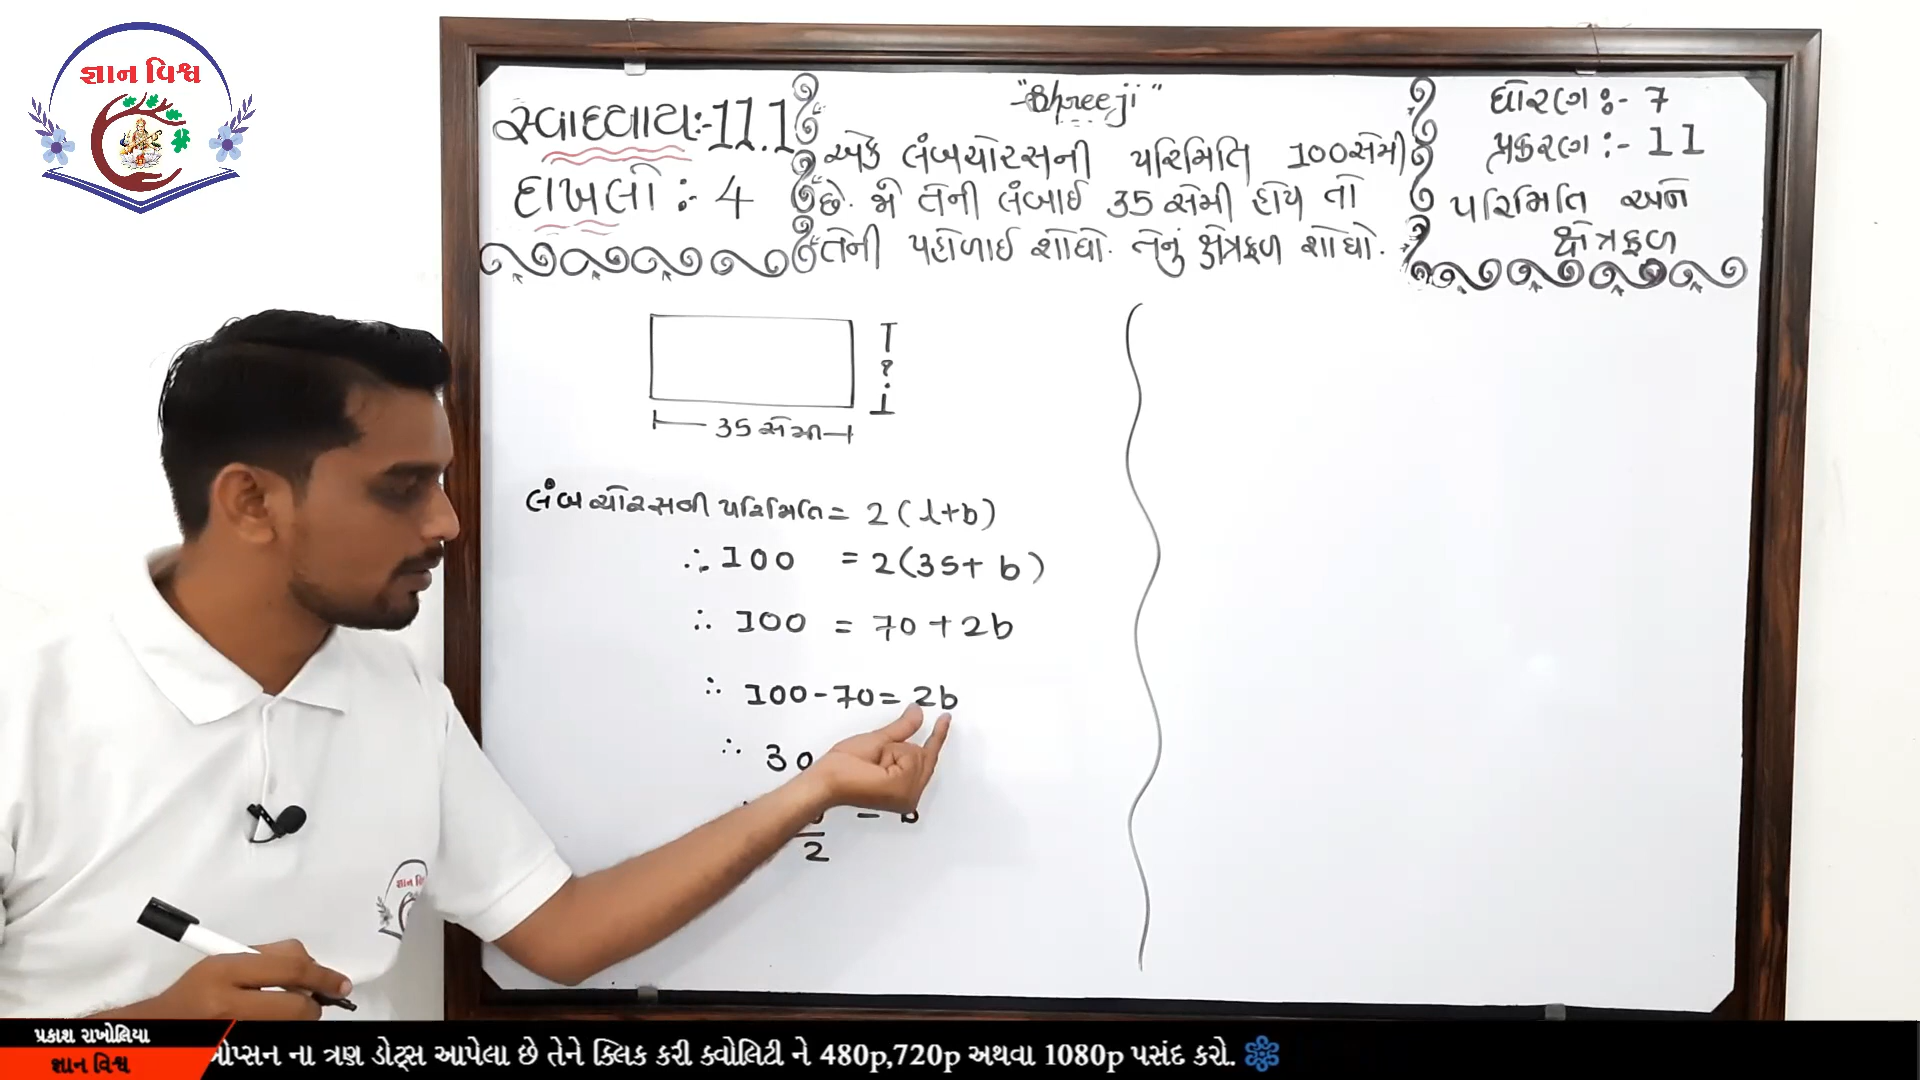 જ્ઞાન વિશ્વ
સ્વાધ્યાય:-11.1
દાખલો :- 4
"Shreeji"
એક લંબચોરસની પરિમિતિ 100સેમી
છે. જો તેની લંબાઈ 35 સેમી હોય તો
તેની પહોળાઈ શોધો. તેનું ક્ષેત્રફળ શોધો.
ધોરણ :- 7
પ્રકરણ :- 11
પરિમિતિ અને
ક્ષેત્રફળ
?
35 સેમી
લંબચોરસની પરિમિતિ = 2(l+b)
∴ 100 = 2(35+ b)
∴ 100 = 70 + 2b
∴ 100-70= 2b
∴ 30
= b
2
પ્રકાશ રાખોલિયા
જ્ઞાન વિશ્વ
ઓપ્સન ના ત્રણ ડોટ્સ આપેલા છે તેને ક્લિક કરી ક્વોલિટી ને 480p,720p અથવા 1080p પસંદ કરો.